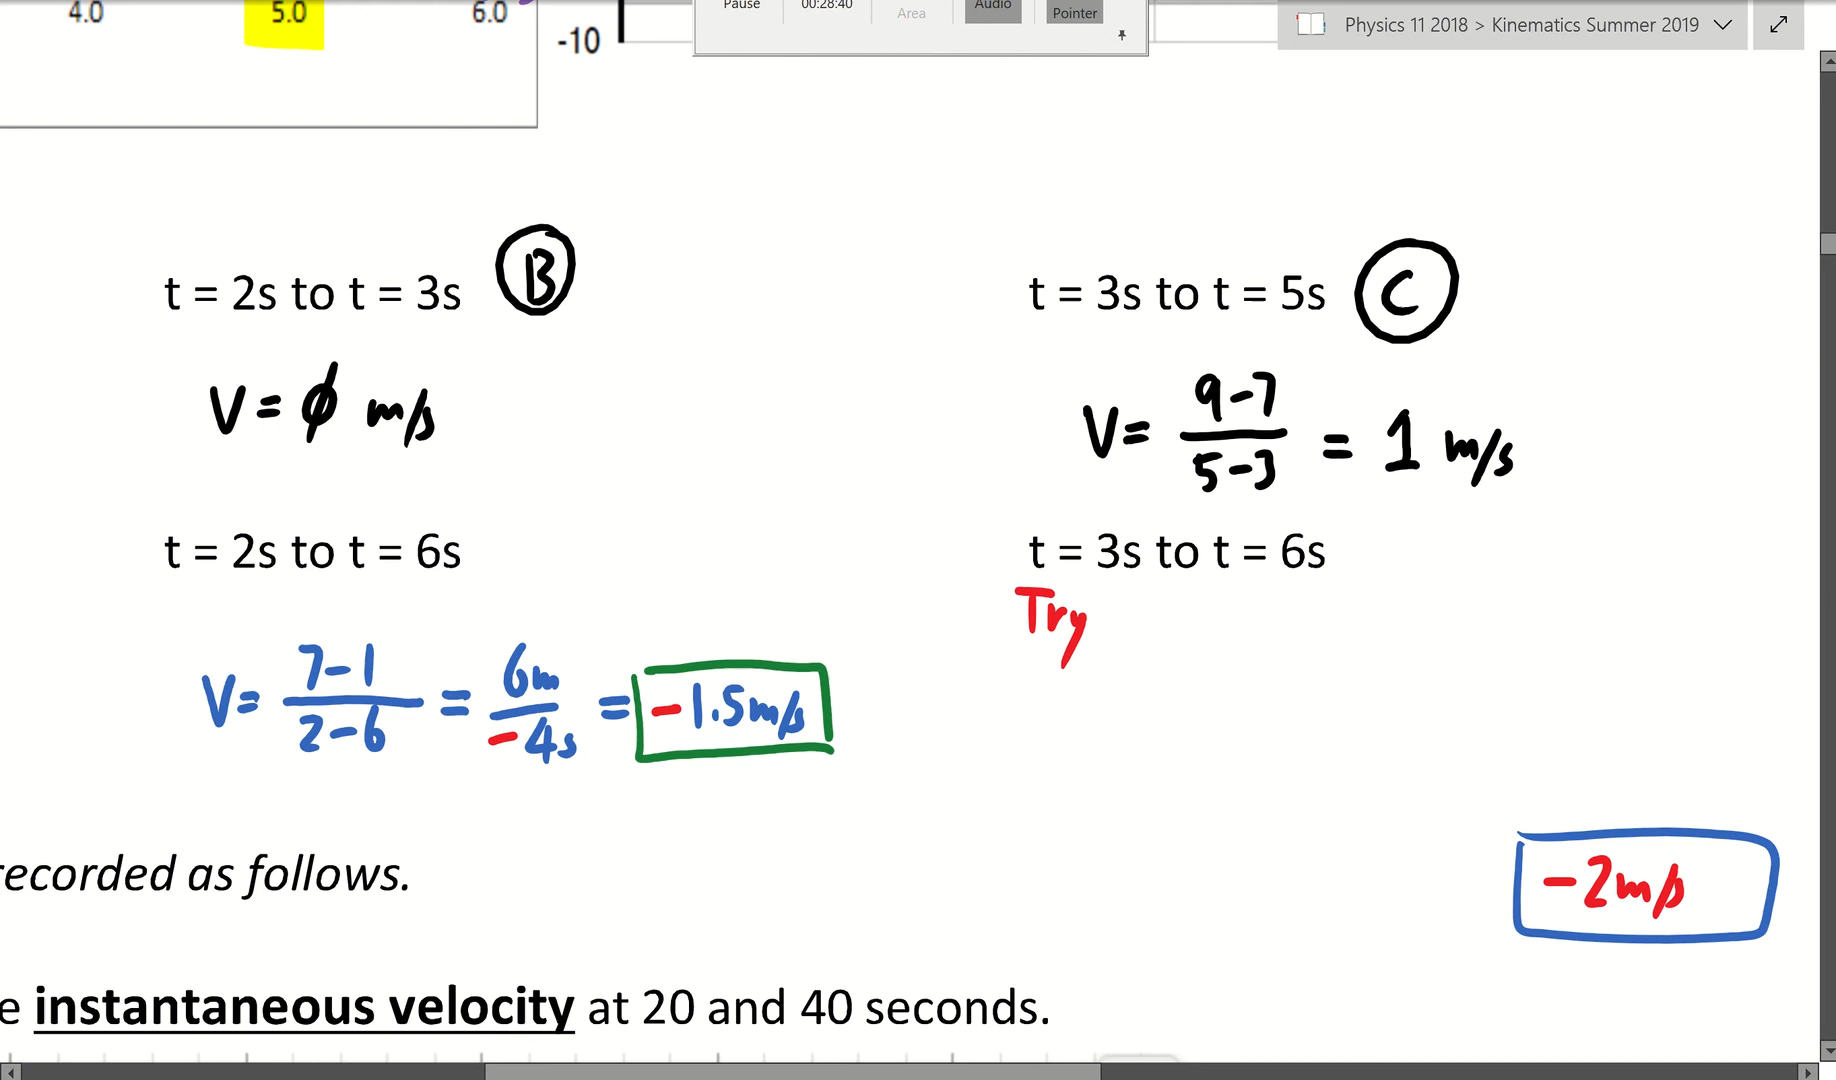 4.0 5.0 6.0
-10
Pause 00:28:40 Area Audio Pointer
Physics 11 2018 > Kinematics Summer 2019
t = 2s to t = 3s B
t = 3s to t = 5s C
V = ϕ m/s
V = 9-7 / 5-3 = 1 m/s
t = 2s to t = 6s
t = 3s to t = 6s
Try
V = 7-1 / 2-6 = 6m / -4s = -1.5m/s
-2m/s
recorded as follows.
e instantaneous velocity at 20 and 40 seconds.